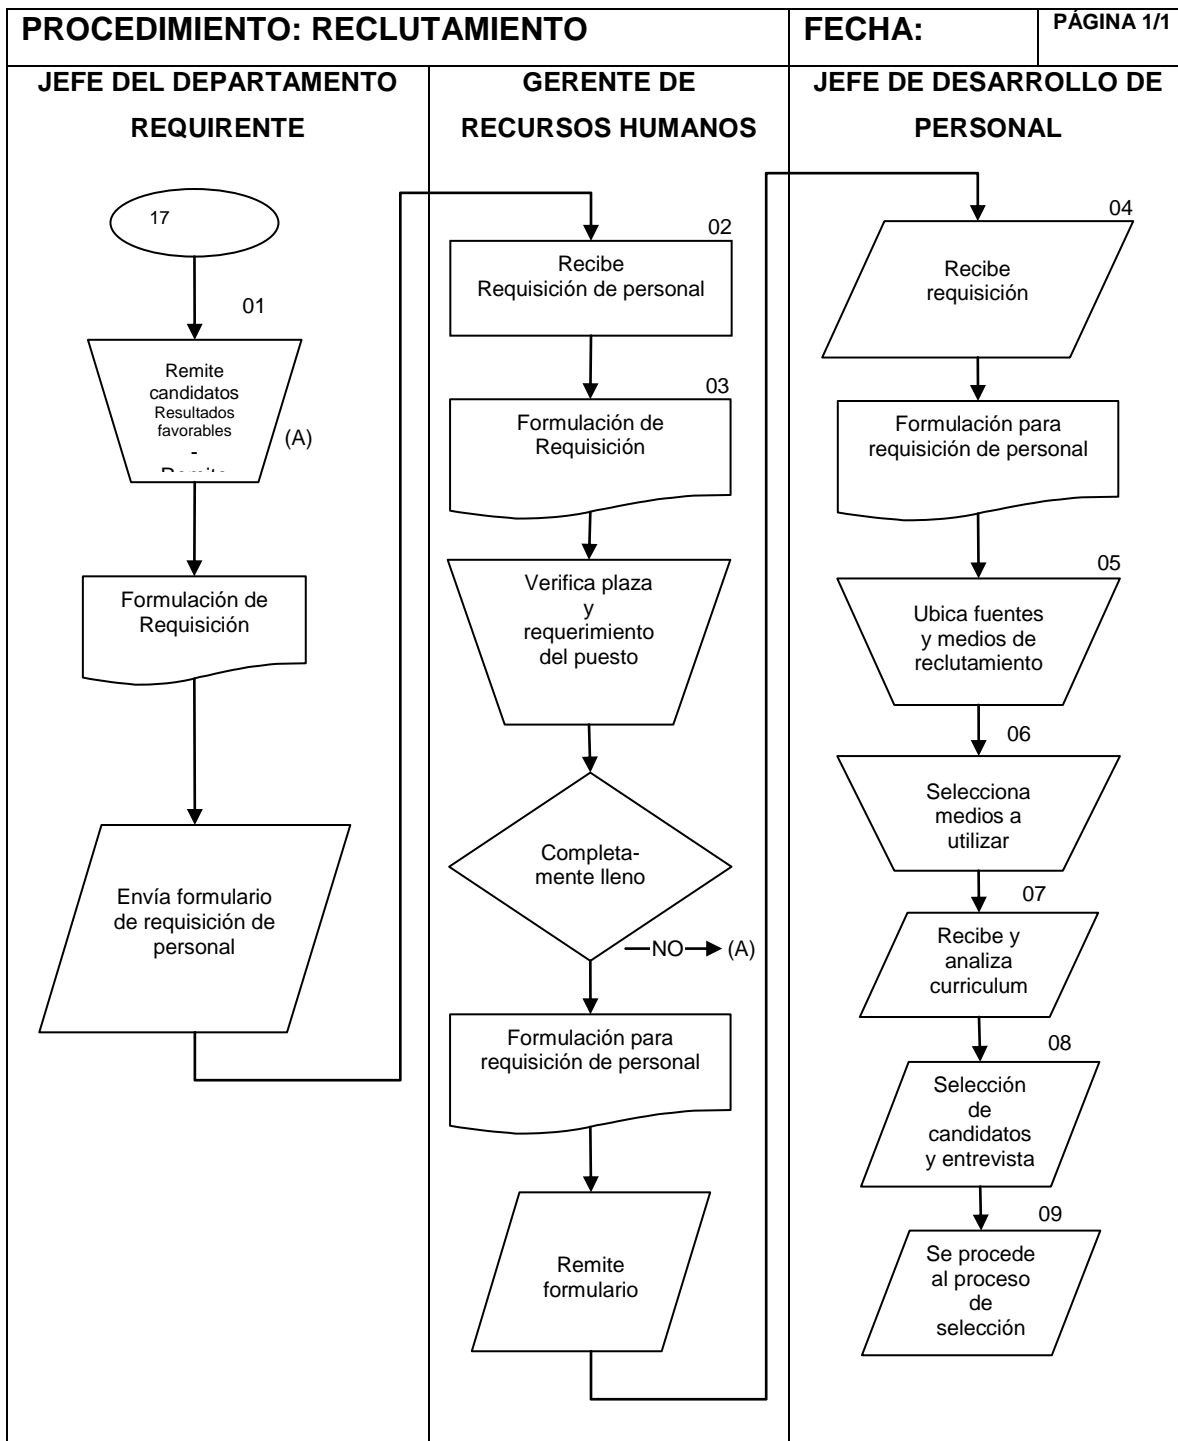 PROCEDIMIENTO: RECLUTAMIENTO
FECHA:
PÁGINA 1/1
JEFE DEL DEPARTAMENTO
REQUIRENTE
GERENTE DE
RECURSOS HUMANOS
JEFE DE DESARROLLO DE
PERSONAL
17
01
Remite
candidatos
Resultados
favorables
-
(A)
Formulación de
Requisición
Envía formulario
de requisición de
personal
02
Recibe
Requisición de personal
03
Formulación de
Requisición
Verifica plaza
y
requerimiento
del puesto
Completa-
mente lleno
NO
(A)
Formulación para
requisición de personal
Remite
formulario
04
Recibe
requisición
Formulación para
requisición de personal
05
Ubica fuentes
y medios de
reclutamiento
06
Selecciona
medios a
utilizar
07
Recibe y
analiza
curriculum
08
Selección
de
candidatos
y entrevista
09
Se procede
al proceso
de
selección